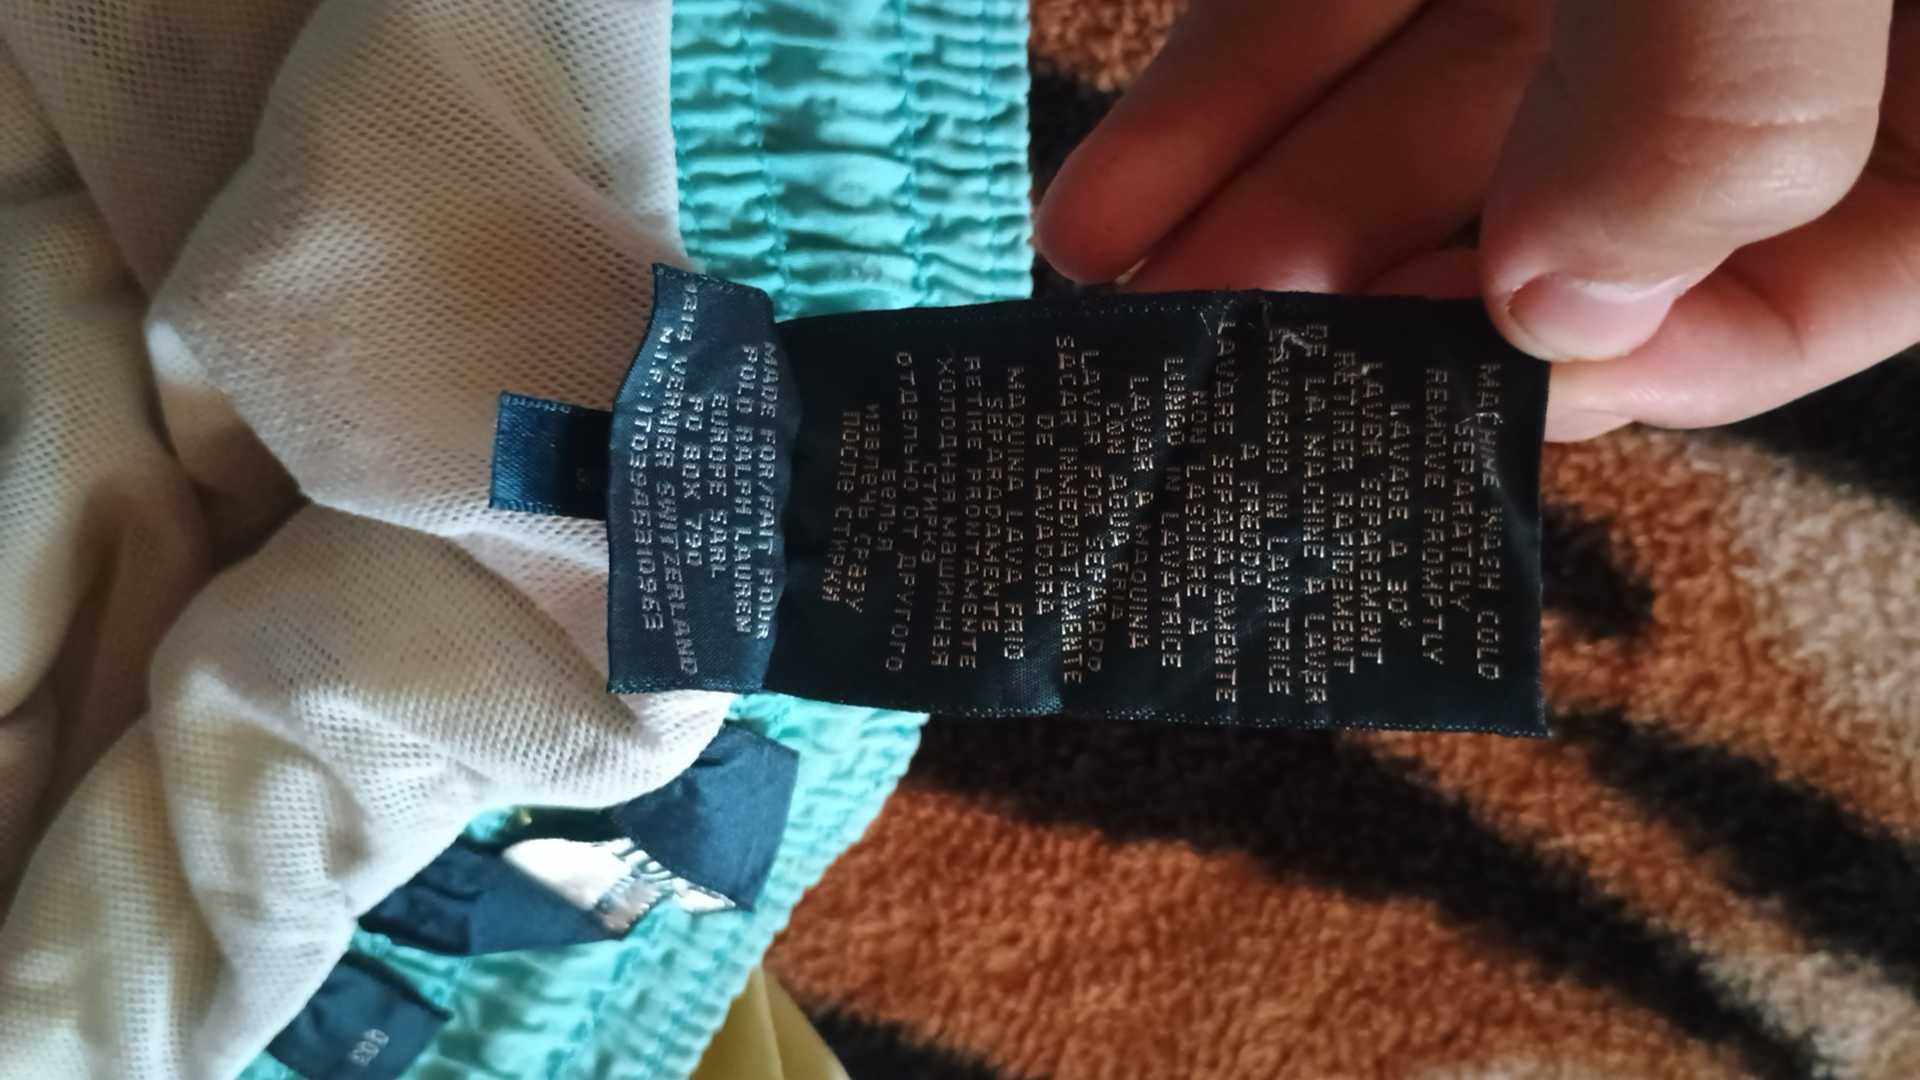 MACHINE WASH COLD
SEPARATELY
REMOVE PROMPTLY
LAVAGE A 30°
LAVER SEPAREMENT
RETIRER RAPIDEMENT
DE LA MACHINE A LAVER
LAVAGGIO IN LAVATRICE
A FREDDO
LAVARE SEPARATAMENTE
NON LASCIARE A
LUNGO IN LAVATRICE
LAVAR A MAQUINA
CON AGUA FRIA
LAVAR POR SEPARADO
SACAR INMEDIATAMENTE
DE LAVADORA
MAQUINA LAVA FRIO
SEPARADAMENTE
RETIRE PRONTAMENTE
ХОЛОДНАЯ МАШИННАЯ
СТИРКА
ОТДЕЛЬНО ОТ ДРУГОГО
БЕЛЬЯ
ИЗВЛЕЧЬ СРАЗУ
ПОСЛЕ СТИРКИ
MADE FOR/FAIT POUR
POLO RALPH LAUREN
EUROPE SARL
PO BOX 790
VERNIER SWITZERLAND
N.I.F.: